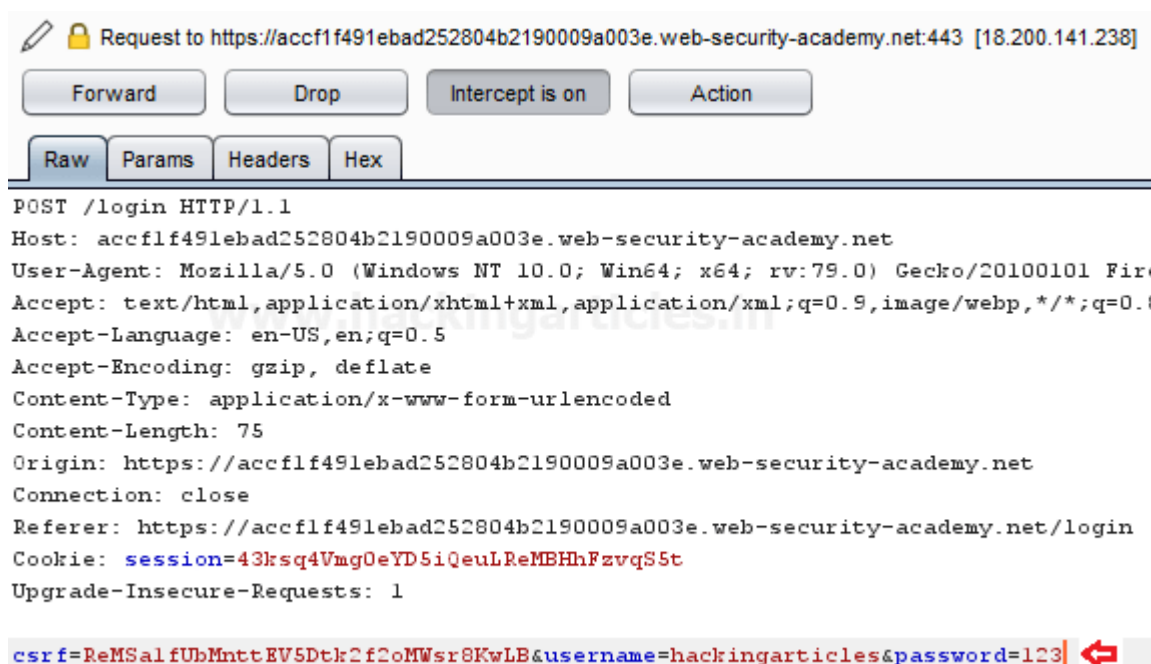 Request to https://accf1f491ebad252804b2190009a003e.web-security-academy.net:443 [18.200.141.238]
Forward Drop Intercept is on Action
Raw Params Headers Hex
POST /login HTTP/1.1
Host: accf1f491ebad252804b2190009a003e.web-security-academy.net
User-Agent: Mozilla/5.0 (Windows NT 10.0; Win64; x64; rv:79.0) Gecko/20100101 Fire
Accept: text/html,application/xhtml+xml,application/xml;q=0.9,image/webp,*/*;q=0.8
www.hackingarticles.in
Accept-Language: en-US,en;q=0.5
Accept-Encoding: gzip, deflate
Content-Type: application/x-www-form-urlencoded
Content-Length: 75
Origin: https://accf1f491ebad252804b2190009a003e.web-security-academy.net
Connection: close
Referer: https://accf1f491ebad252804b2190009a003e.web-security-academy.net/login
Cookie: session=43ksq4Vmg0eYD5iQeuLReMBHhFzvqS5t
Upgrade-Insecure-Requests: 1
csrf=ReMSalfUbMnttEV5Dtk2f2oMWsr8KwLB&username=hackingarticles&password=123